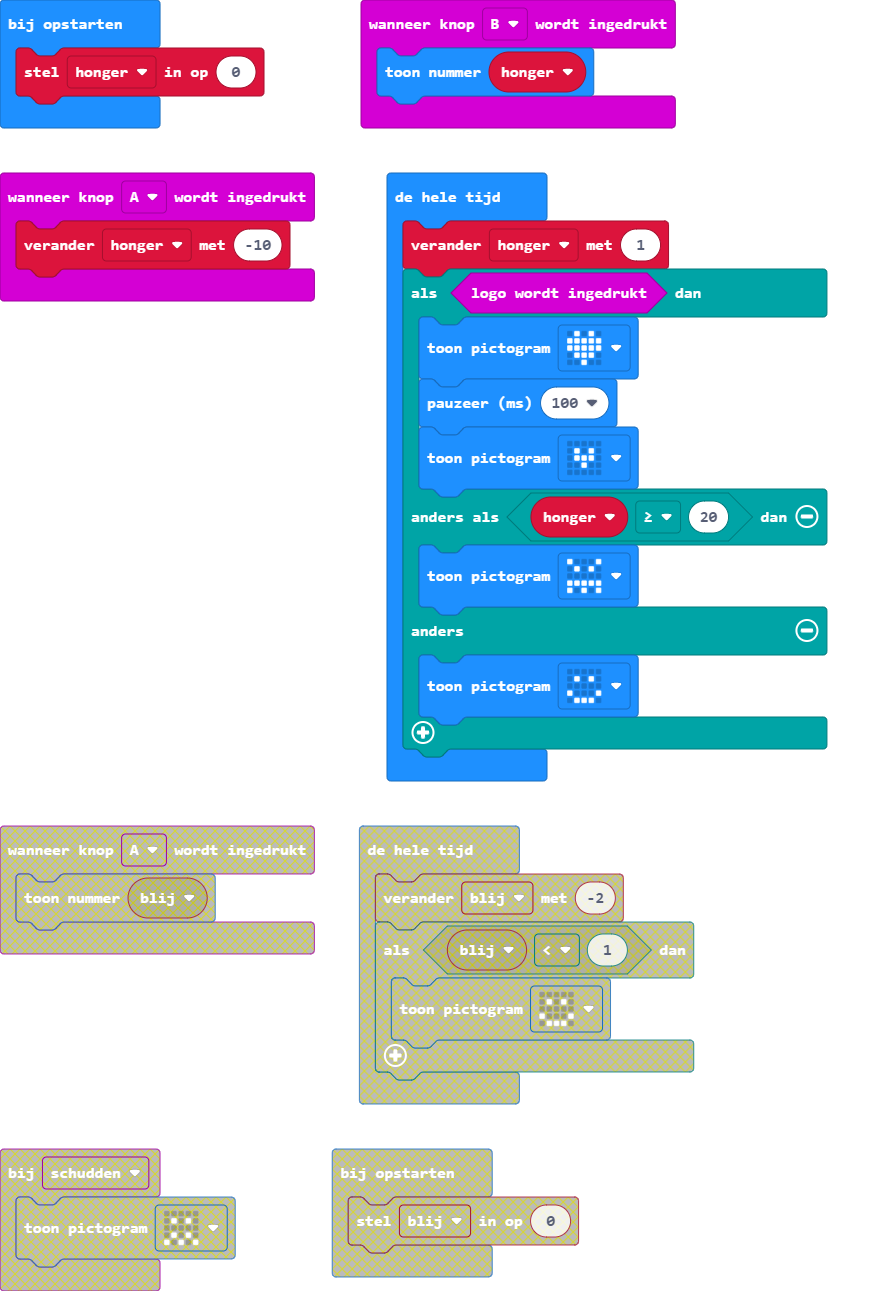 bij opstarten
stel honger in op 0
wanneer knop B wordt ingedrukt
toon nummer honger
wanneer knop A wordt ingedrukt
verander honger met -10
de hele tijd
verander honger met 1
als logo wordt ingedrukt dan
toon pictogram
pauzeer (ms) 100
toon pictogram
anders als honger ≥ 20 dan
toon pictogram
anders
toon pictogram
wanneer knop A wordt ingedrukt
toon nummer blij
de hele tijd
verander blij met -2
als blij < 1 dan
toon pictogram
bij schudden
toon pictogram
bij opstarten
stel blij in op 0